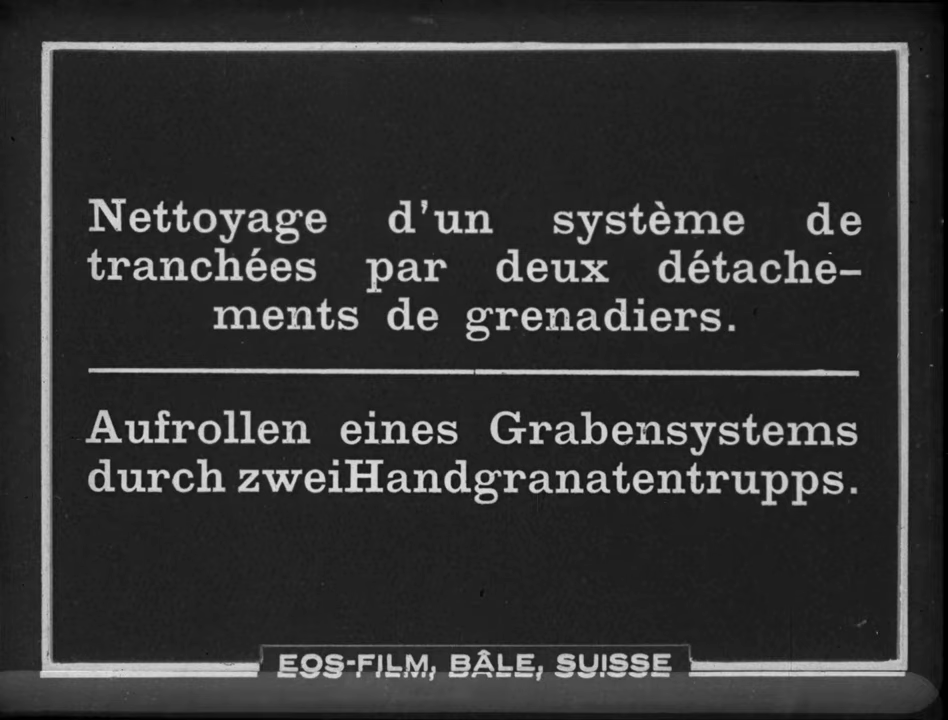 Nettoyage d'un système de
tranchées par deux détache-
ments de grenadiers.
Aufrollen eines Grabensystems
durch zweiHandgranatentrupps.
EOS-FILM, BÂLE, SUISSE